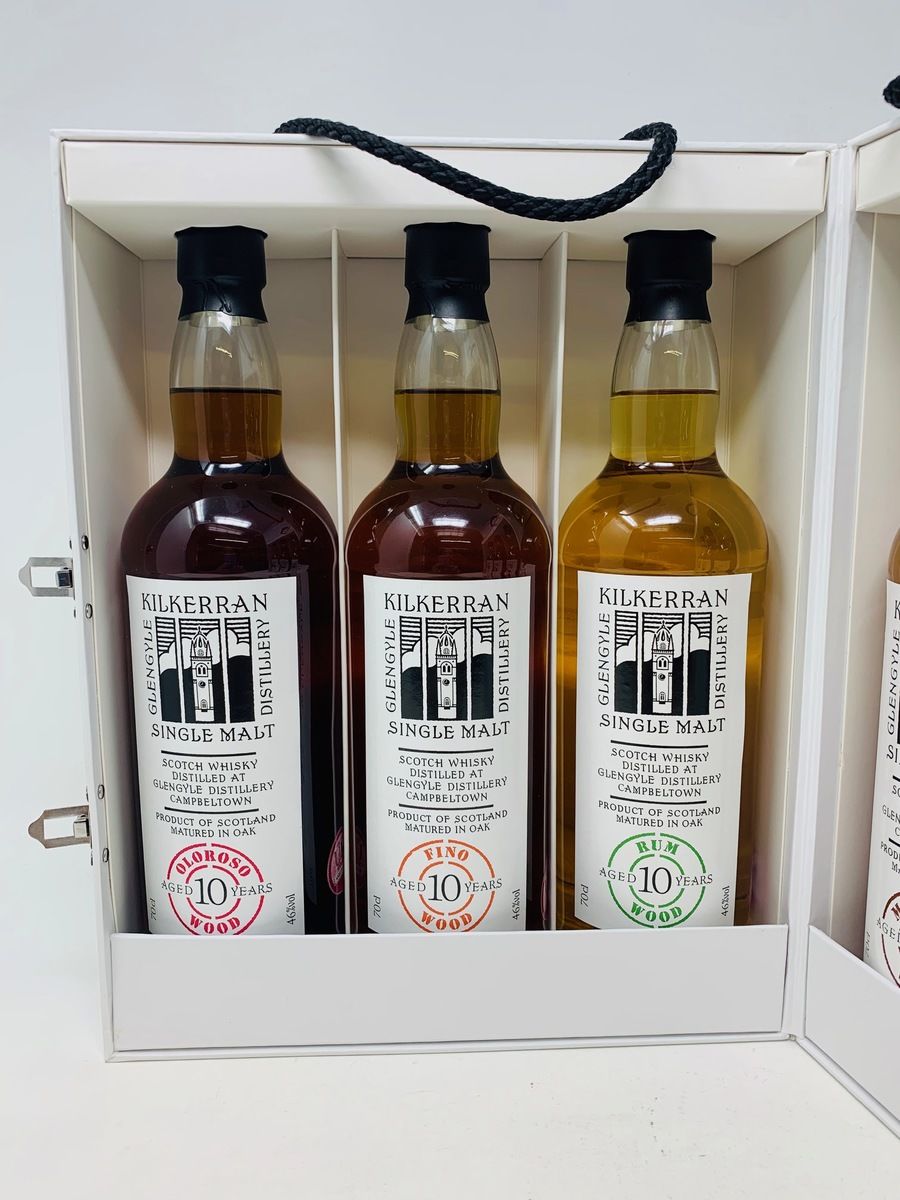 KILKERRAN
GLENGYLE
DISTILLERY
SINGLE MALT
SCOTCH WHISKY
DISTILLED AT
GLENGYLE DISTILLERY
CAMPBELTOWN
PRODUCT OF SCOTLAND
MATURED IN OAK
OLOROSO
AGED 10 YEARS
WOOD
70cl
46%vol
KILKERRAN
GLENGYLE
DISTILLERY
SINGLE MALT
SCOTCH WHISKY
DISTILLED AT
GLENGYLE DISTILLERY
CAMPBELTOWN
PRODUCT OF SCOTLAND
MATURED IN OAK
FINO
AGED 10 YEARS
WOOD
70cl
46%vol
KILKERRAN
GLENGYLE
DISTILLERY
SINGLE MALT
SCOTCH WHISKY
DISTILLED AT
GLENGYLE DISTILLERY
CAMPBELTOWN
PRODUCT OF SCOTLAND
MATURED IN OAK
RUM
AGED 10 YEARS
WOOD
70cl
46%vol
GLENGYLE